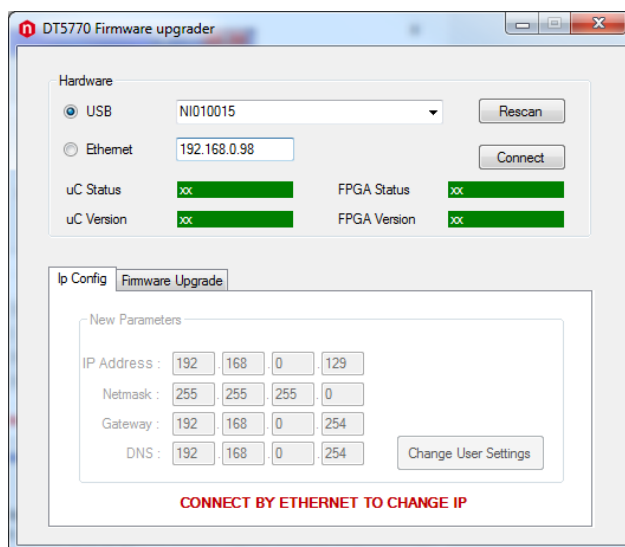 DT5770 Firmware upgrader
Hardware
USB NI010015 Rescan
Ethernet 192.168.0.98 Connect
uC Status xx FPGA Status xx
uC Version xx FPGA Version xx
Ip Config Firmware Upgrade
New Parameters
IP Address : 192 . 168 . 0 . 129
Netmask : 255 . 255 . 255 . 0
Gateway : 192 . 168 . 0 . 254
DNS : 192 . 168 . 0 . 254 Change User Settings
CONNECT BY ETHERNET TO CHANGE IP